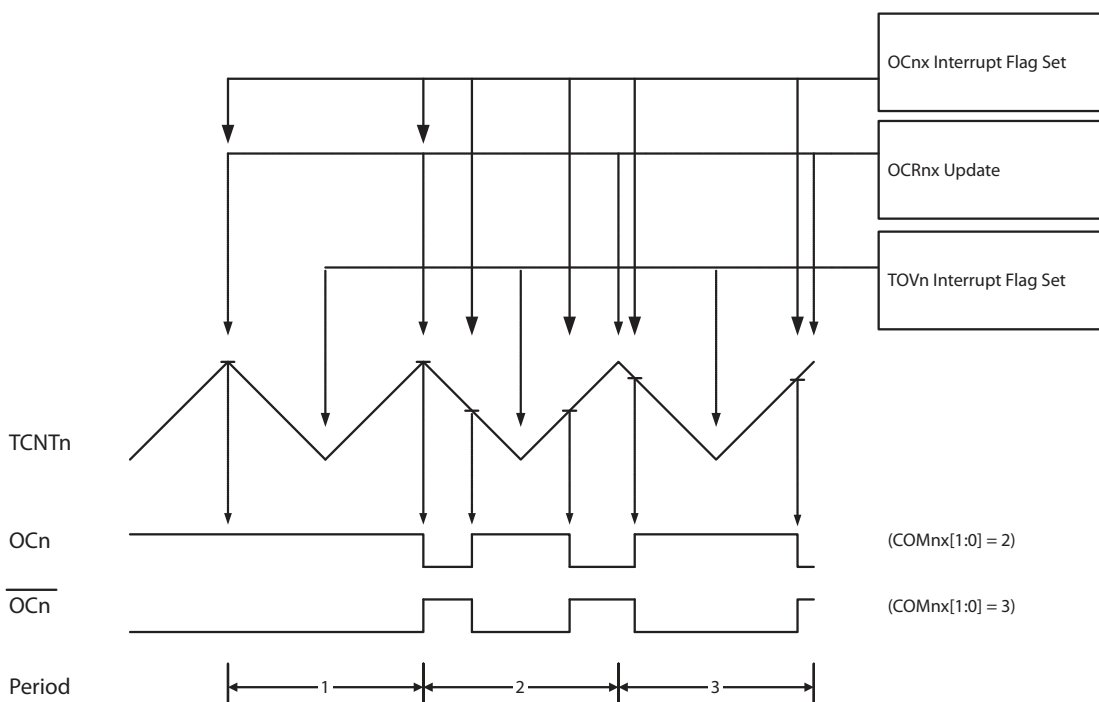 OCnx Interrupt Flag Set
OCRnx Update
TOVn Interrupt Flag Set
TCNTn
OCn
(COMnx[1:0] = 2)
OCn
(COMnx[1:0] = 3)
Period
1
2
3